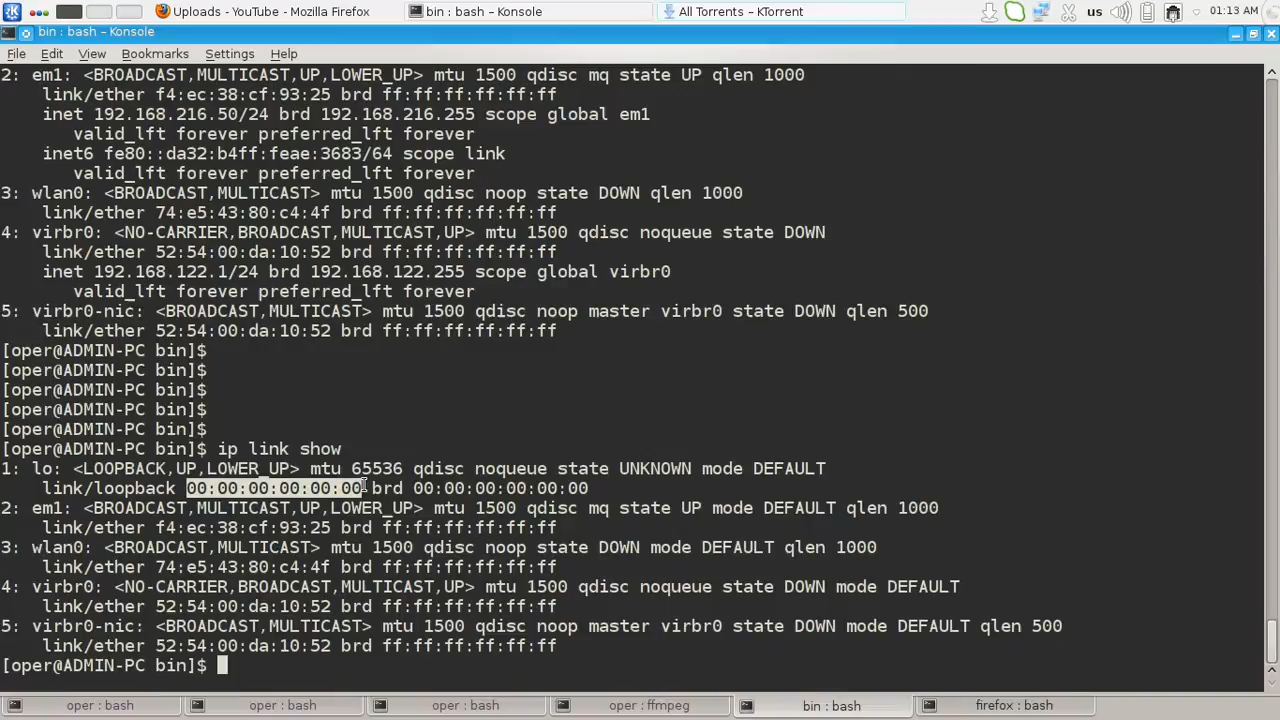 Uploads - YouTube - Mozilla Firefox
bin : bash – Konsole
All Torrents – KTorrent
us
01:13 AM
bin : bash – Konsole
File Edit View Bookmarks Settings Help
2: em1: <BROADCAST,MULTICAST,UP,LOWER_UP> mtu 1500 qdisc mq state UP qlen 1000
    link/ether f4:ec:38:cf:93:25 brd ff:ff:ff:ff:ff:ff
    inet 192.168.216.50/24 brd 192.168.216.255 scope global em1
       valid_lft forever preferred_lft forever
    inet6 fe80::da32:b4ff:feae:3683/64 scope link
       valid_lft forever preferred_lft forever
3: wlan0: <BROADCAST,MULTICAST> mtu 1500 qdisc noop state DOWN qlen 1000
    link/ether 74:e5:43:80:c4:4f brd ff:ff:ff:ff:ff:ff
4: virbr0: <NO-CARRIER,BROADCAST,MULTICAST,UP> mtu 1500 qdisc noqueue state DOWN
    link/ether 52:54:00:da:10:52 brd ff:ff:ff:ff:ff:ff
    inet 192.168.122.1/24 brd 192.168.122.255 scope global virbr0
       valid_lft forever preferred_lft forever
5: virbr0-nic: <BROADCAST,MULTICAST> mtu 1500 qdisc noop master virbr0 state DOWN qlen 500
    link/ether 52:54:00:da:10:52 brd ff:ff:ff:ff:ff:ff
[oper@ADMIN-PC bin]$
[oper@ADMIN-PC bin]$
[oper@ADMIN-PC bin]$
[oper@ADMIN-PC bin]$
[oper@ADMIN-PC bin]$
[oper@ADMIN-PC bin]$ ip link show
1: lo: <LOOPBACK,UP,LOWER_UP> mtu 65536 qdisc noqueue state UNKNOWN mode DEFAULT
    link/loopback 00:00:00:00:00:00 brd 00:00:00:00:00:00
2: em1: <BROADCAST,MULTICAST,UP,LOWER_UP> mtu 1500 qdisc mq state UP mode DEFAULT qlen 1000
    link/ether f4:ec:38:cf:93:25 brd ff:ff:ff:ff:ff:ff
3: wlan0: <BROADCAST,MULTICAST> mtu 1500 qdisc noop state DOWN mode DEFAULT qlen 1000
    link/ether 74:e5:43:80:c4:4f brd ff:ff:ff:ff:ff:ff
4: virbr0: <NO-CARRIER,BROADCAST,MULTICAST,UP> mtu 1500 qdisc noqueue state DOWN mode DEFAULT
    link/ether 52:54:00:da:10:52 brd ff:ff:ff:ff:ff:ff
5: virbr0-nic: <BROADCAST,MULTICAST> mtu 1500 qdisc noop master virbr0 state DOWN mode DEFAULT qlen 500
    link/ether 52:54:00:da:10:52 brd ff:ff:ff:ff:ff:ff
[oper@ADMIN-PC bin]$
oper : bash
oper : bash
oper : bash
oper : ffmpeg
bin : bash
firefox : bash